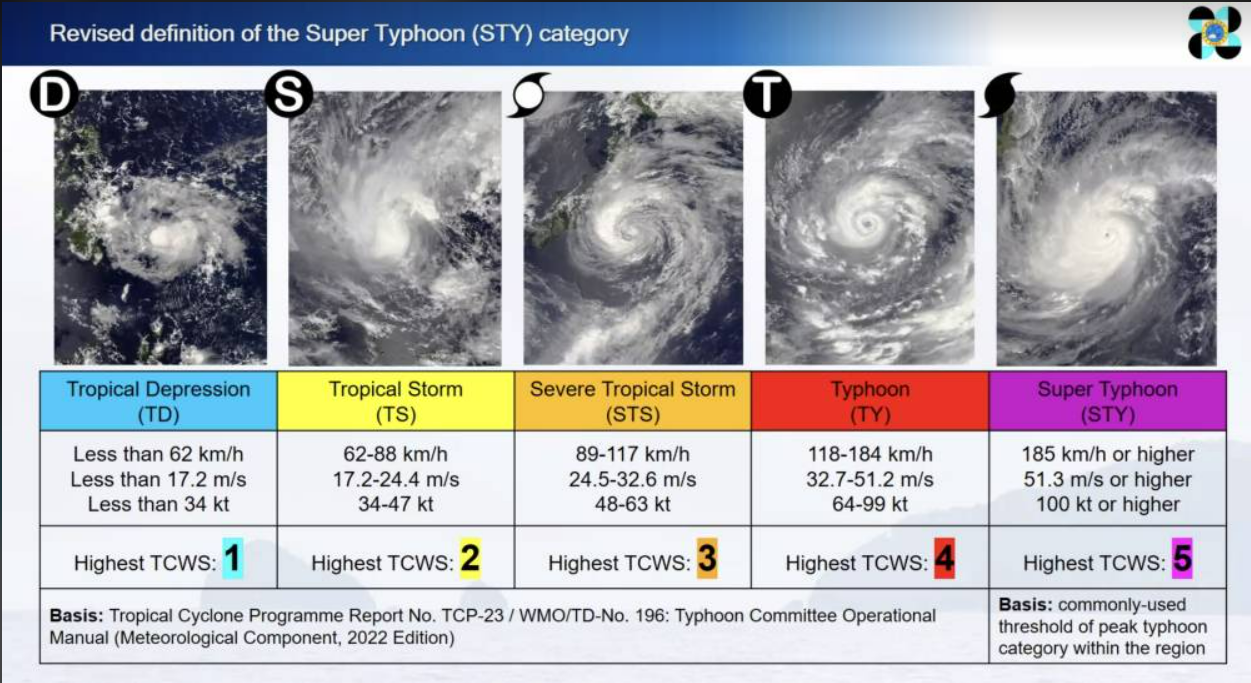 Revised definition of the Super Typhoon (STY) category
D
S
T
Tropical Depression
(TD)
Tropical Storm
(TS)
Severe Tropical Storm
(STS)
Typhoon
(TY)
Super Typhoon
(STY)
Less than 62 km/h
Less than 17.2 m/s
Less than 34 kt
62-88 km/h
17.2-24.4 m/s
34-47 kt
89-117 km/h
24.5-32.6 m/s
48-63 kt
118-184 km/h
32.7-51.2 m/s
64-99 kt
185 km/h or higher
51.3 m/s or higher
100 kt or higher
Highest TCWS: 1
Highest TCWS: 2
Highest TCWS: 3
Highest TCWS: 4
Highest TCWS: 5
Basis: Tropical Cyclone Programme Report No. TCP-23 / WMO/TD-No. 196: Typhoon Committee Operational
Manual (Meteorological Component, 2022 Edition)
Basis: commonly-used
threshold of peak typhoon
category within the region